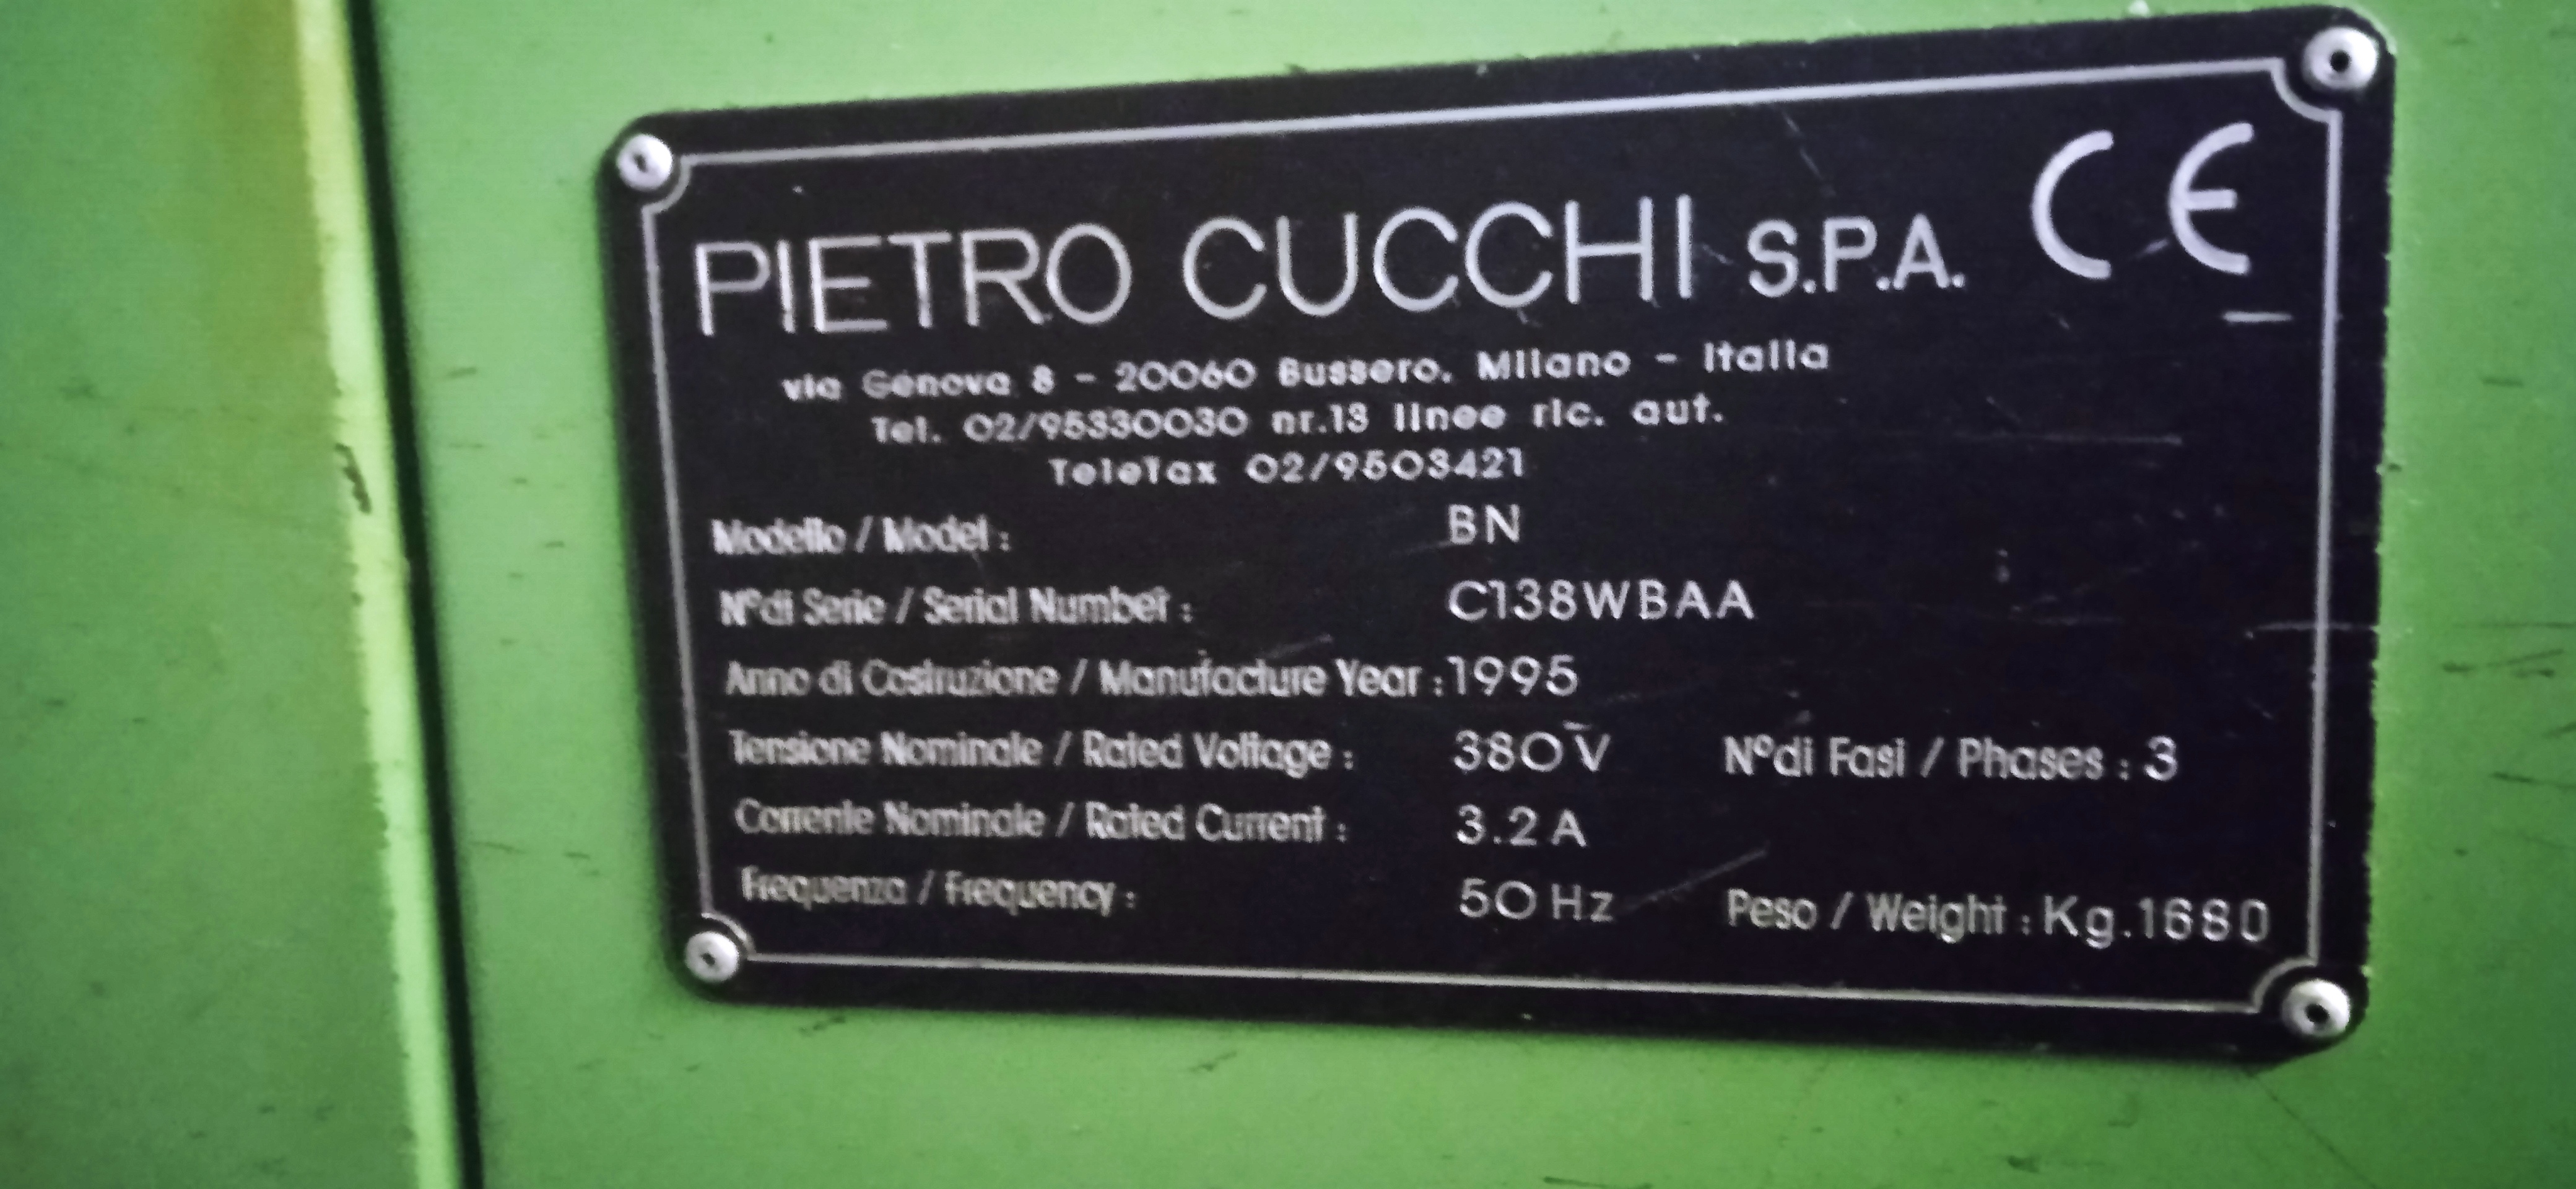 PIETRO CUCCHI S.P.A. CE
via Genova 8 - 20060 Bussero, Milano - Italia
Tel. 02/95330030 nr.13 linee ric. aut.
Telefax 02/9503421
Modello / Model : BN
N°di Serie / Serial Number : C138WBAA
Anno di Costruzione / Manufacture Year : 1995
Tensione Nominale / Rated Voltage : 380 V N°di Fasi / Phases : 3
Corrente Nominale / Rated Current : 3.2 A
Frequenza / Frequency : 50 Hz Peso / Weight : Kg.1680